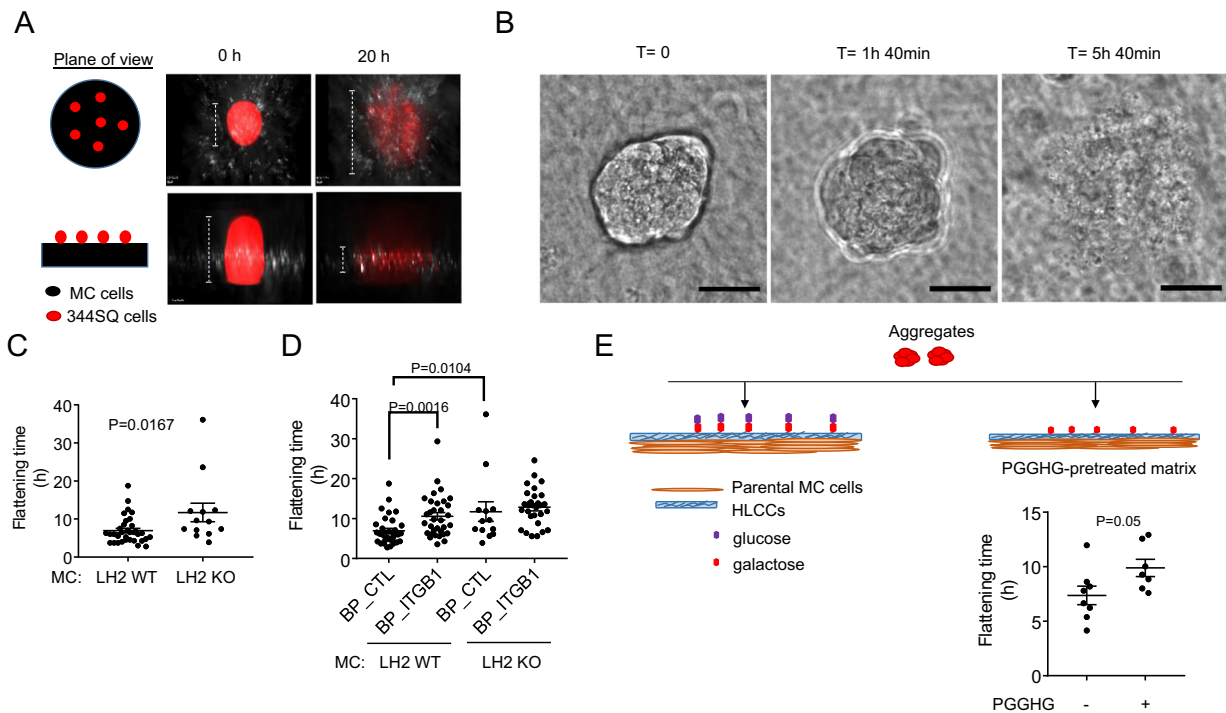 A
Plane of view
0 h
20 h
MC cells
344SQ cells
B
T= 0
T= 1h 40min
T= 5h 40min
C
P=0.0167
Flattening time
(h)
40
30
20
10
0
MC: LH2 WT LH2 KO
D
P=0.0104
P=0.0016
Flattening time
(h)
40
30
20
10
0
BP_CTL
BP_ITGB1
BP_CTL
BP_ITGB1
MC: LH2 WT LH2 KO
E
Aggregates
PGGHG-pretreated matrix
Parental MC cells
HLCCs
glucose
galactose
P=0.05
Flattening time
(h)
15
10
5
0
PGGHG - +